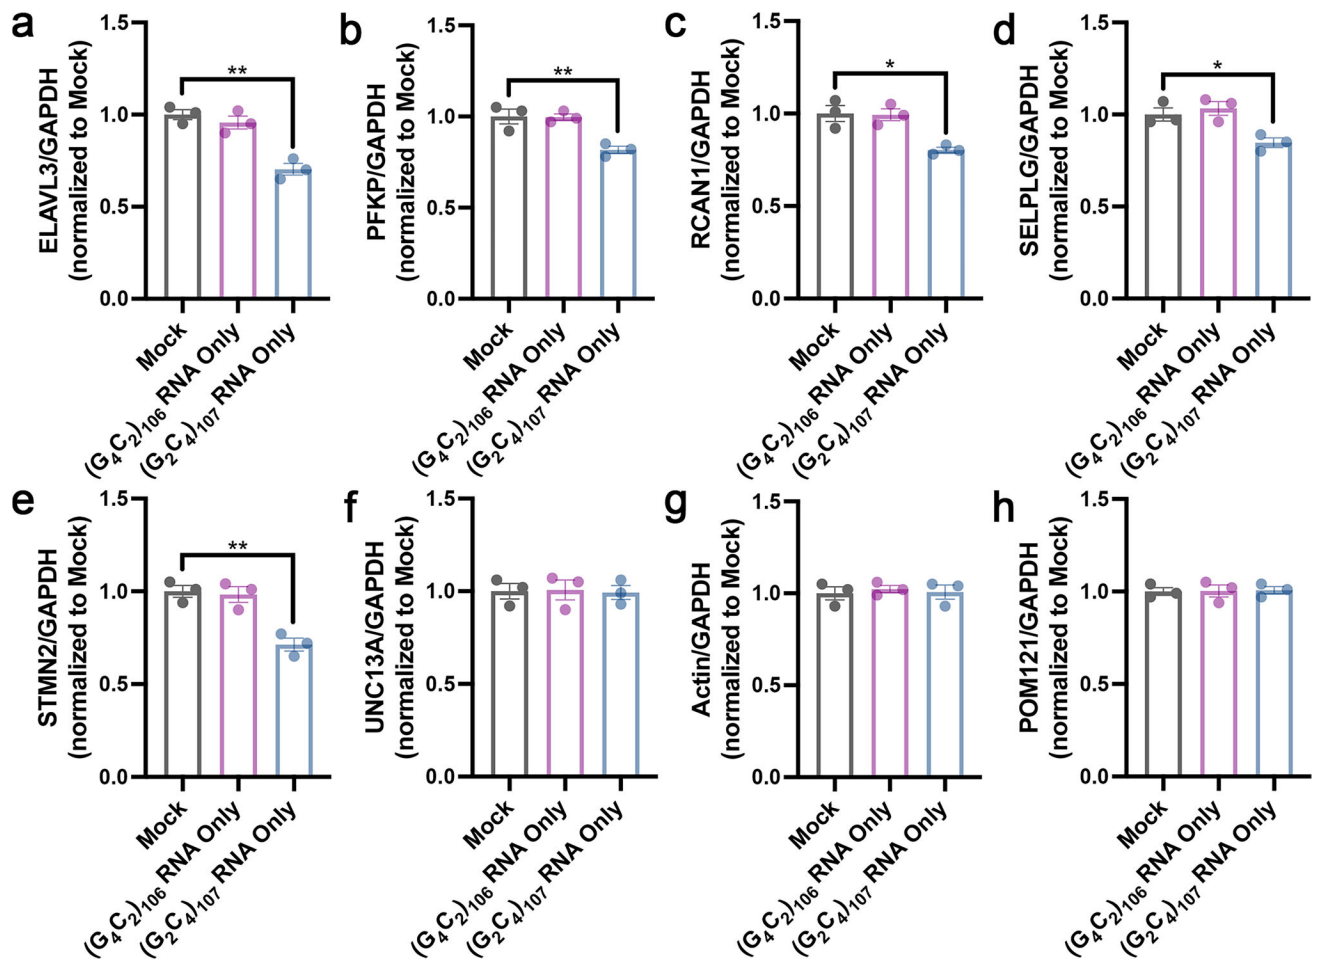 a
ELAVL3/GAPDH
(normalized to Mock)
1.5
1.0
0.5
0.0
**
Mock
(G₄C₂)₁₀₆ RNA Only
(G₂C₄)₁₀₇ RNA Only
b
PFKP/GAPDH
(normalized to Mock)
1.5
1.0
0.5
0.0
**
Mock
(G₄C₂)₁₀₆ RNA Only
(G₂C₄)₁₀₇ RNA Only
c
RCAN1/GAPDH
(normalized to Mock)
1.5
1.0
0.5
0.0
*
Mock
(G₄C₂)₁₀₆ RNA Only
(G₂C₄)₁₀₇ RNA Only
d
SELPLG/GAPDH
(normalized to Mock)
1.5
1.0
0.5
0.0
*
Mock
(G₄C₂)₁₀₆ RNA Only
(G₂C₄)₁₀₇ RNA Only
e
STMN2/GAPDH
(normalized to Mock)
1.5
1.0
0.5
0.0
**
Mock
(G₄C₂)₁₀₆ RNA Only
(G₂C₄)₁₀₇ RNA Only
f
UNC13A/GAPDH
(normalized to Mock)
1.5
1.0
0.5
0.0
Mock
(G₄C₂)₁₀₆ RNA Only
(G₂C₄)₁₀₇ RNA Only
g
Actin/GAPDH
(normalized to Mock)
1.5
1.0
0.5
0.0
Mock
(G₄C₂)₁₀₆ RNA Only
(G₂C₄)₁₀₇ RNA Only
h
POM121/GAPDH
(normalized to Mock)
1.5
1.0
0.5
0.0
Mock
(G₄C₂)₁₀₆ RNA Only
(G₂C₄)₁₀₇ RNA Only